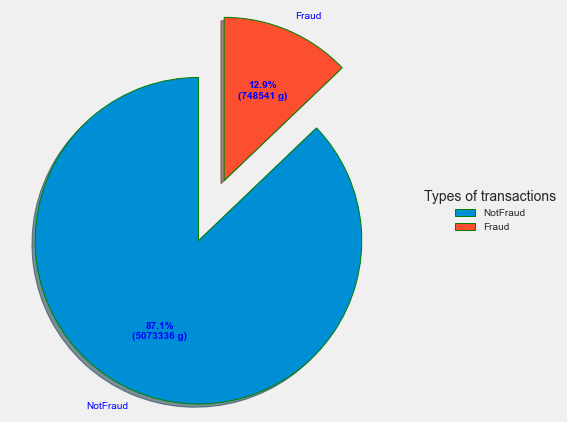 Fraud
12.9%
(748541 g)
Types of transactions
NotFraud
Fraud
87.1%
(5073336 g)
NotFraud